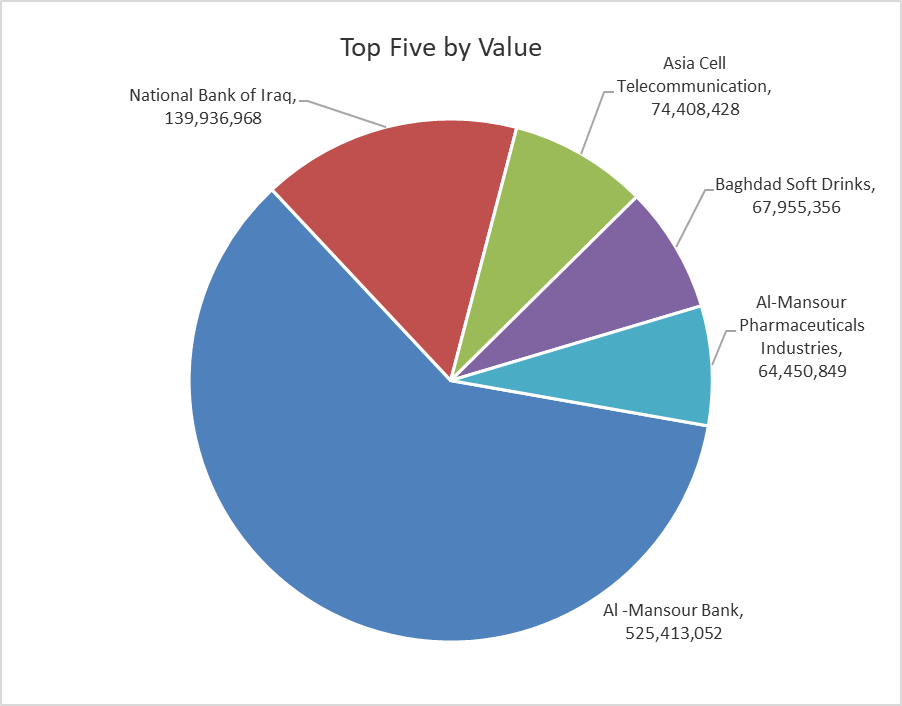 Top Five by Value
National Bank of Iraq,
139,936,968
Asia Cell
Telecommunication,
74,408,428
Baghdad Soft Drinks,
67,955,356
Al-Mansour
Pharmaceuticals
Industries,
64,450,849
Al -Mansour Bank,
525,413,052